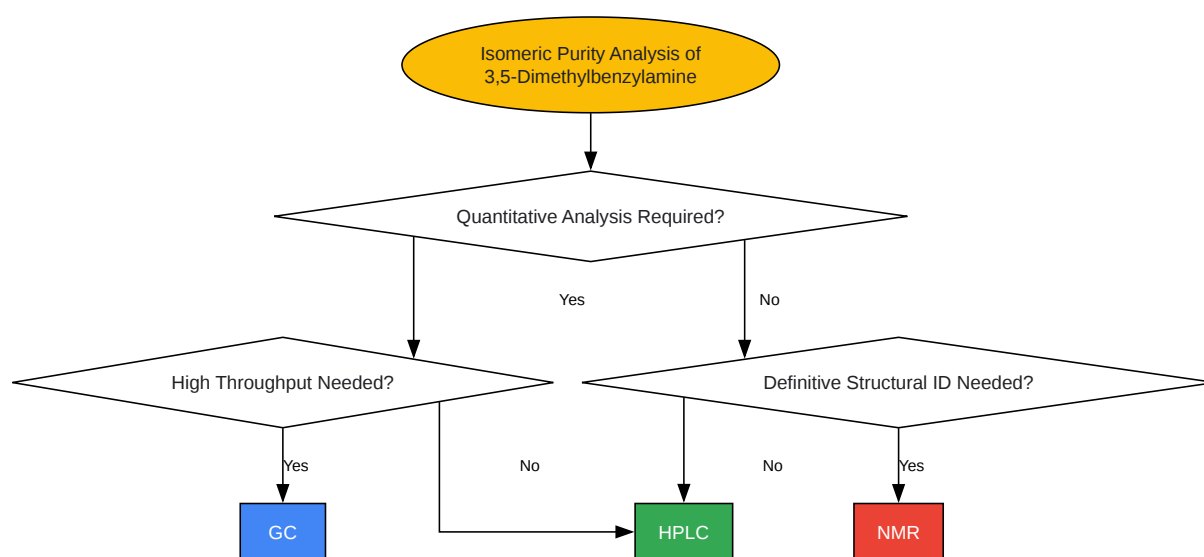 Isomeric Purity Analysis of
3,5-Dimethylbenzylamine
Quantitative Analysis Required?
Yes
No
High Throughput Needed?
Definitive Structural ID Needed?
Yes
No
No
Yes
GC
HPLC
NMR